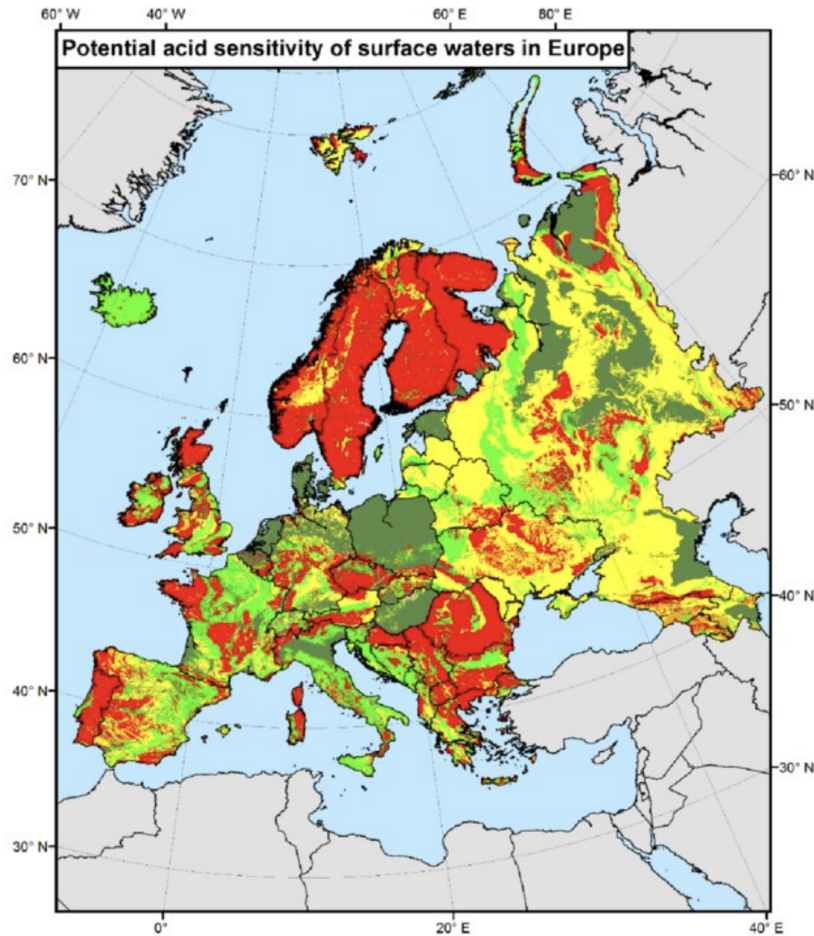 60° W 40° W 60° E 80° E
Potential acid sensitivity of surface waters in Europe
70° N
60° N
60° N
50° N
50° N
40° N
40° N
30° N
30° N
0° 20° E 40° E